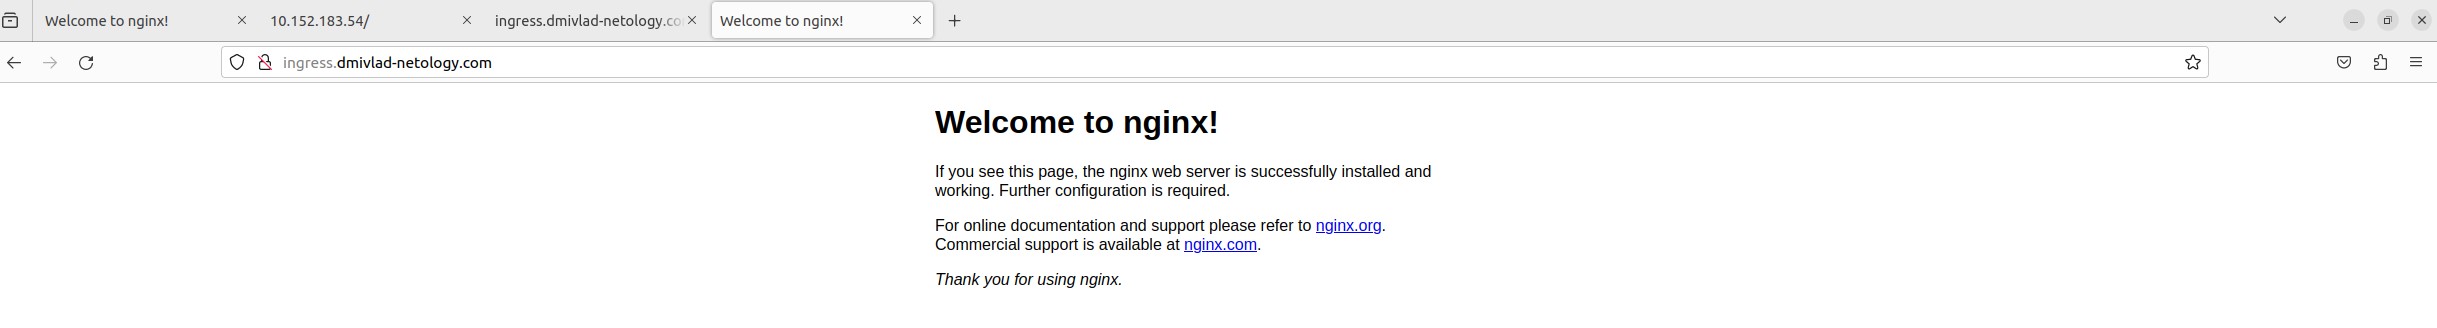 Welcome to nginx!
10.152.183.54/
ingress.dmivlad-netology.co
Welcome to nginx!
ingress.dmivlad-netology.com
Welcome to nginx!
If you see this page, the nginx web server is successfully installed and
working. Further configuration is required.
For online documentation and support please refer to nginx.org.
Commercial support is available at nginx.com.
Thank you for using nginx.